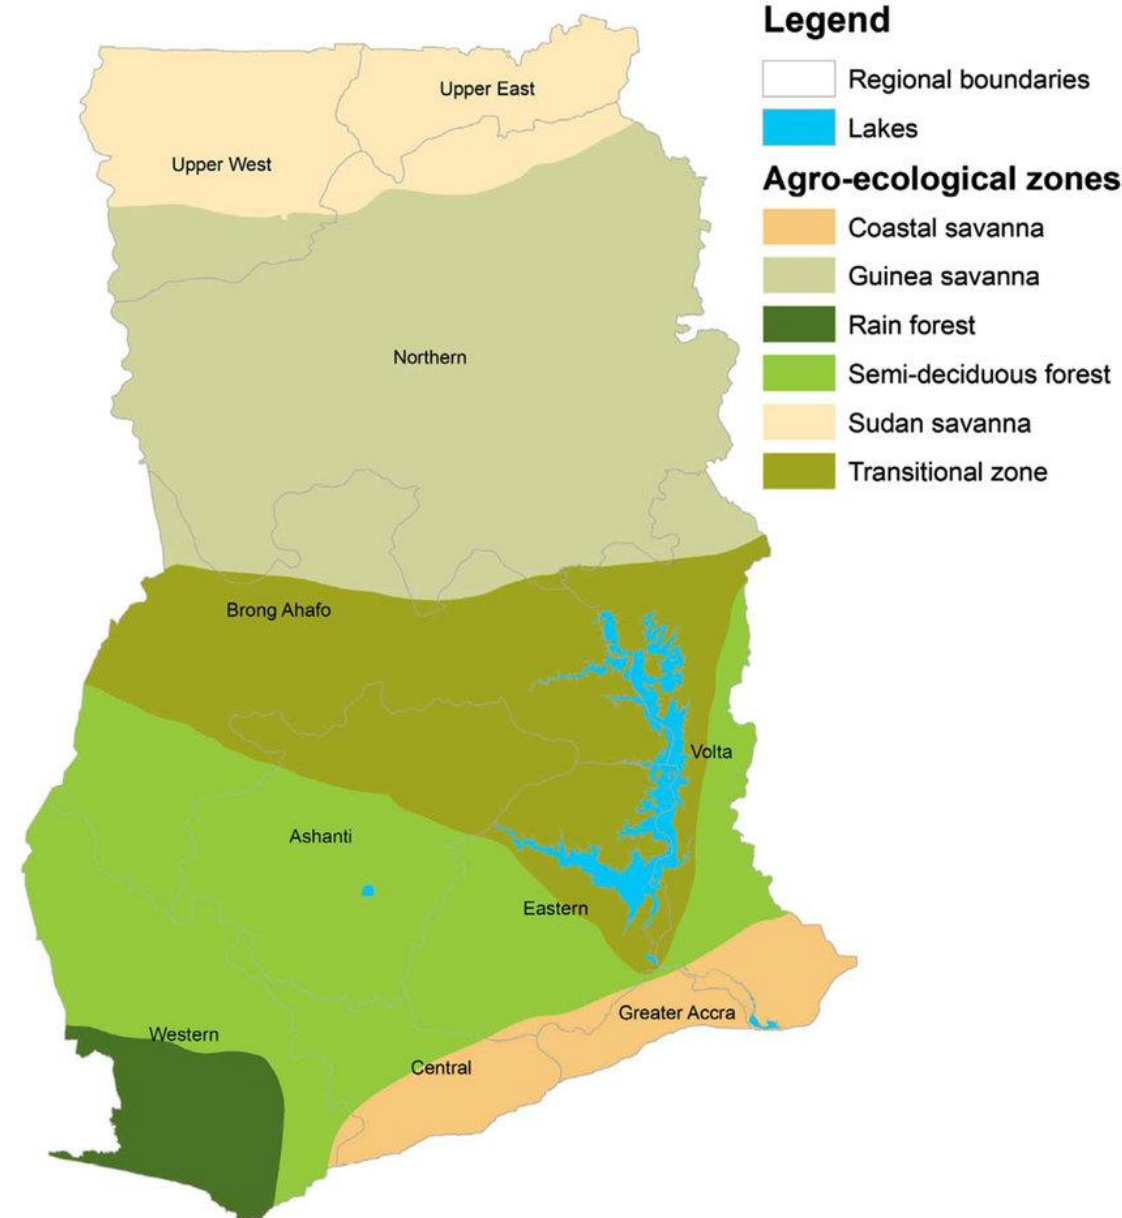 Legend
Regional boundaries
Lakes
Agro-ecological zones
Coastal savanna
Guinea savanna
Rain forest
Semi-deciduous forest
Sudan savanna
Transitional zone
Upper East
Upper West
Northern
Brong Ahafo
Volta
Ashanti
Eastern
Greater Accra
Western
Central